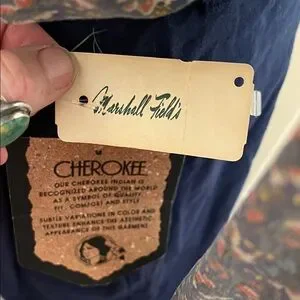 Marshall Field's
CHEROKEE
OUR CHEROKEE INDIAN IS
RECOGNIZED AROUND THE WORLD
AS A SYMBOL OF QUALITY
FIT - COMFORT AND STYLE
SUBTLE VARIATIONS IN COLOR AND
TEXTURE ENHANCE THE AESTHETIC
APPEARANCE OF THIS GARMENT